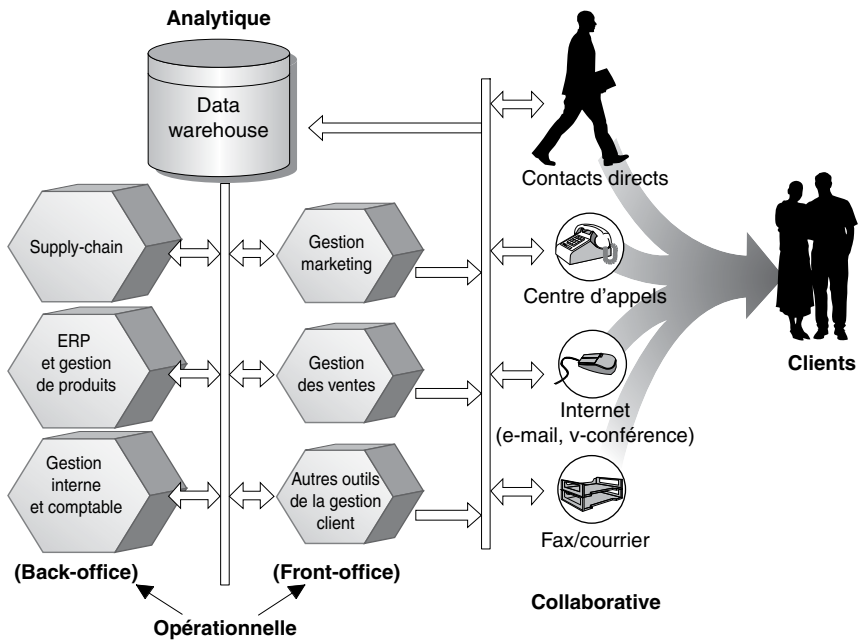 Analytique
Data
warehouse
Contacts directs
Supply-chain
Gestion
marketing
Centre d'appels
Clients
ERP
et gestion
de produits
Gestion
des ventes
Internet
(e-mail, v-conférence)
Gestion
interne
et comptable
Autres outils
de la gestion
client
Fax/courrier
(Back-office)
(Front-office)
Collaborative
Opérationnelle